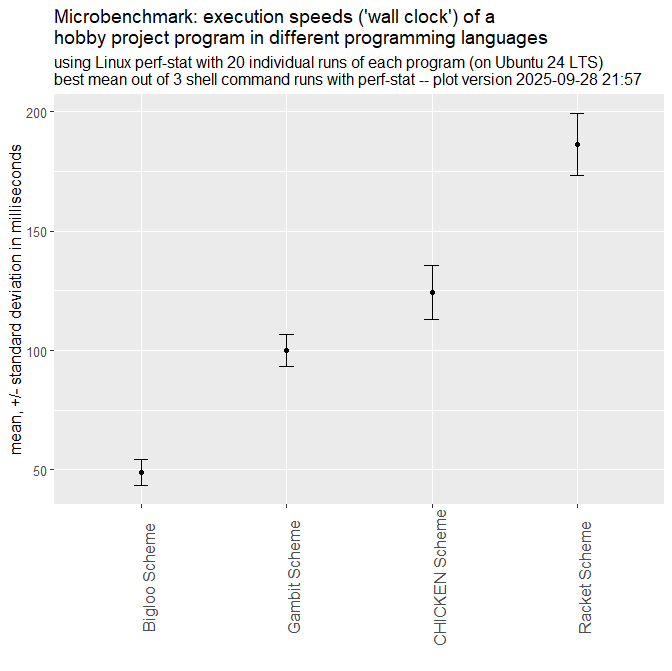 Microbenchmark: execution speeds ('wall clock') of a
hobby project program in different programming languages
using Linux perf-stat with 20 individual runs of each program (on Ubuntu 24 LTS)
best mean out of 3 shell command runs with perf-stat -- plot version 2025-09-28 21:57
mean, +/- standard deviation in milliseconds
200
150
100
50
Bigloo Scheme
Gambit Scheme
CHICKEN Scheme
Racket Scheme